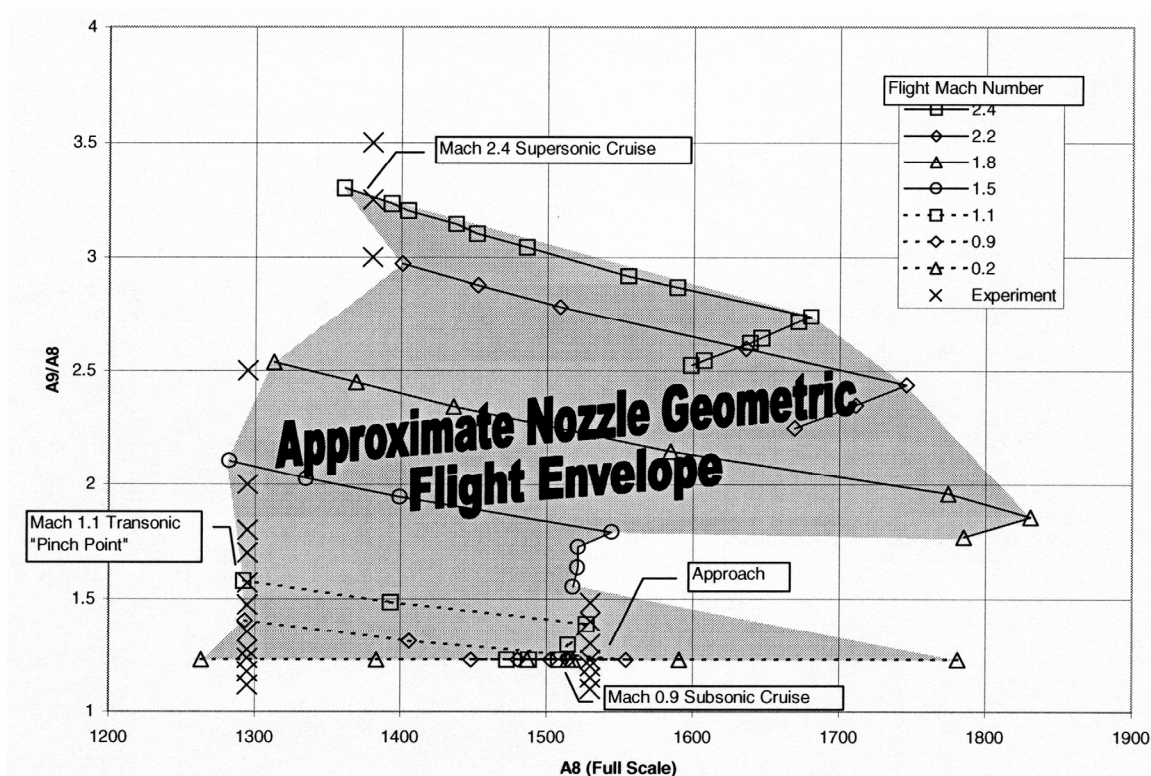 4
3.5
3
2.5
2
1.5
1
A9/A8
1200
1300
1400
1500
1600
1700
1800
1900
A8 (Full Scale)
Flight Mach Number
2.4
2.2
1.8
1.5
1.1
0.9
0.2
Experiment
Mach 2.4 Supersonic Cruise
Approximate Nozzle Geometric
Flight Envelope
Mach 1.1 Transonic
"Pinch Point"
Approach
Mach 0.9 Subsonic Cruise